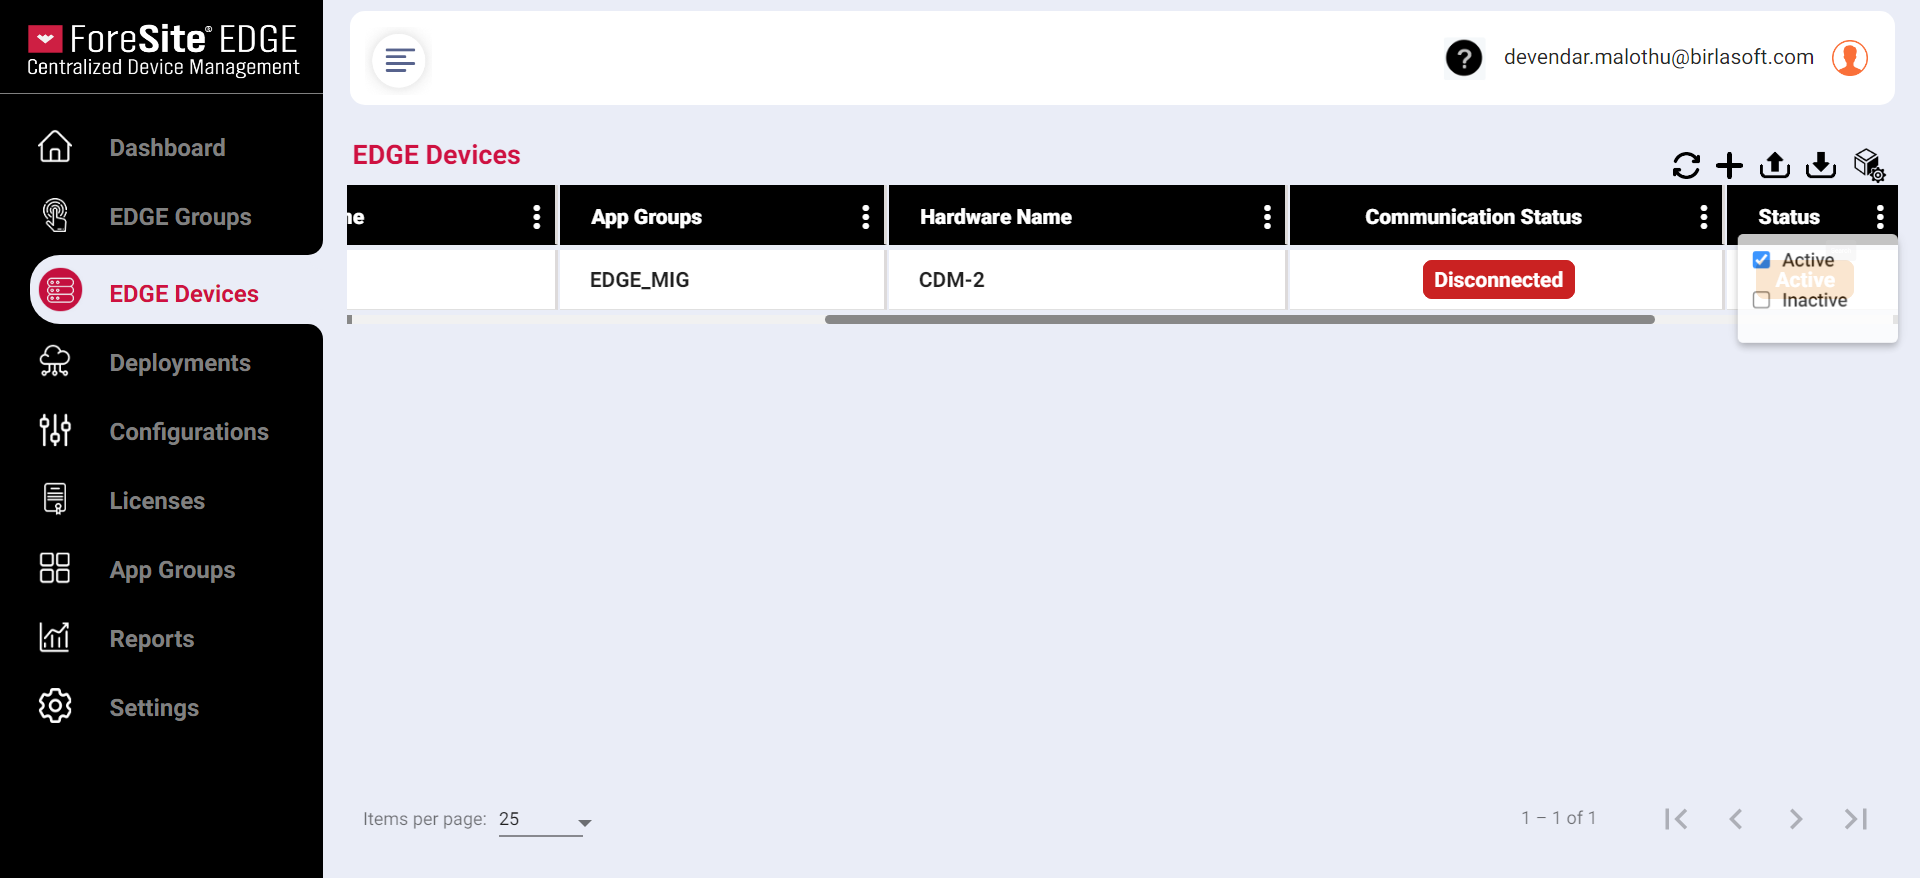 ForeSite® EDGE
Centralized Device Management
devendar.malothu@birlasoft.com
Dashboard
EDGE Groups
EDGE Devices
Deployments
Configurations
Licenses
App Groups
Reports
Settings
EDGE Devices
App Groups
Hardware Name
Communication Status
Status
EDGE_MIG
CDM-2
Disconnected
Active
Active
Inactive
Items per page: 25
1 – 1 of 1